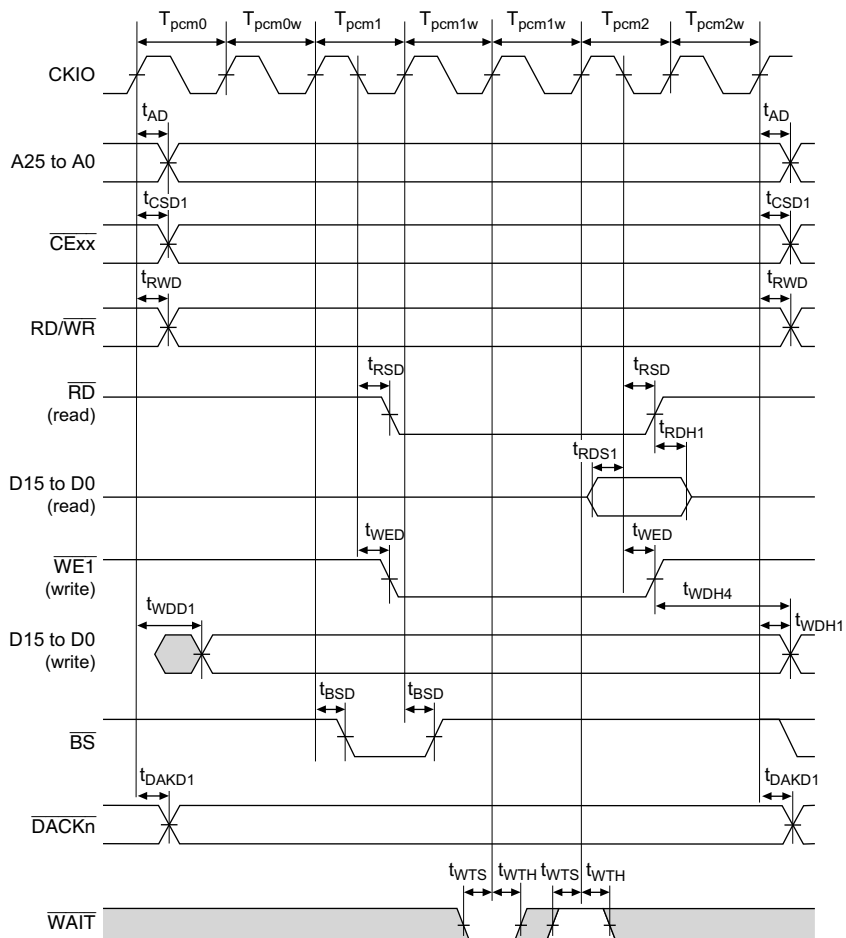 Tpcm0 Tpcm0w Tpcm1 Tpcm1w Tpcm1w Tpcm2 Tpcm2w
CKIO
tAD tAD
A25 to A0
tCSD1 tCSD1
CExx
tRWD tRWD
RD/WR
tRSD tRSD
RD
(read)
tRDH1
tRDS1
D15 to D0
(read)
tWED tWED
WE1
(write)
tWDH4
tWDD1 tWDH1
D15 to D0
(write)
tBSD tBSD
BS
tDAKD1 tDAKD1
DACKn
tWTS tWTH tWTS tWTH
WAIT